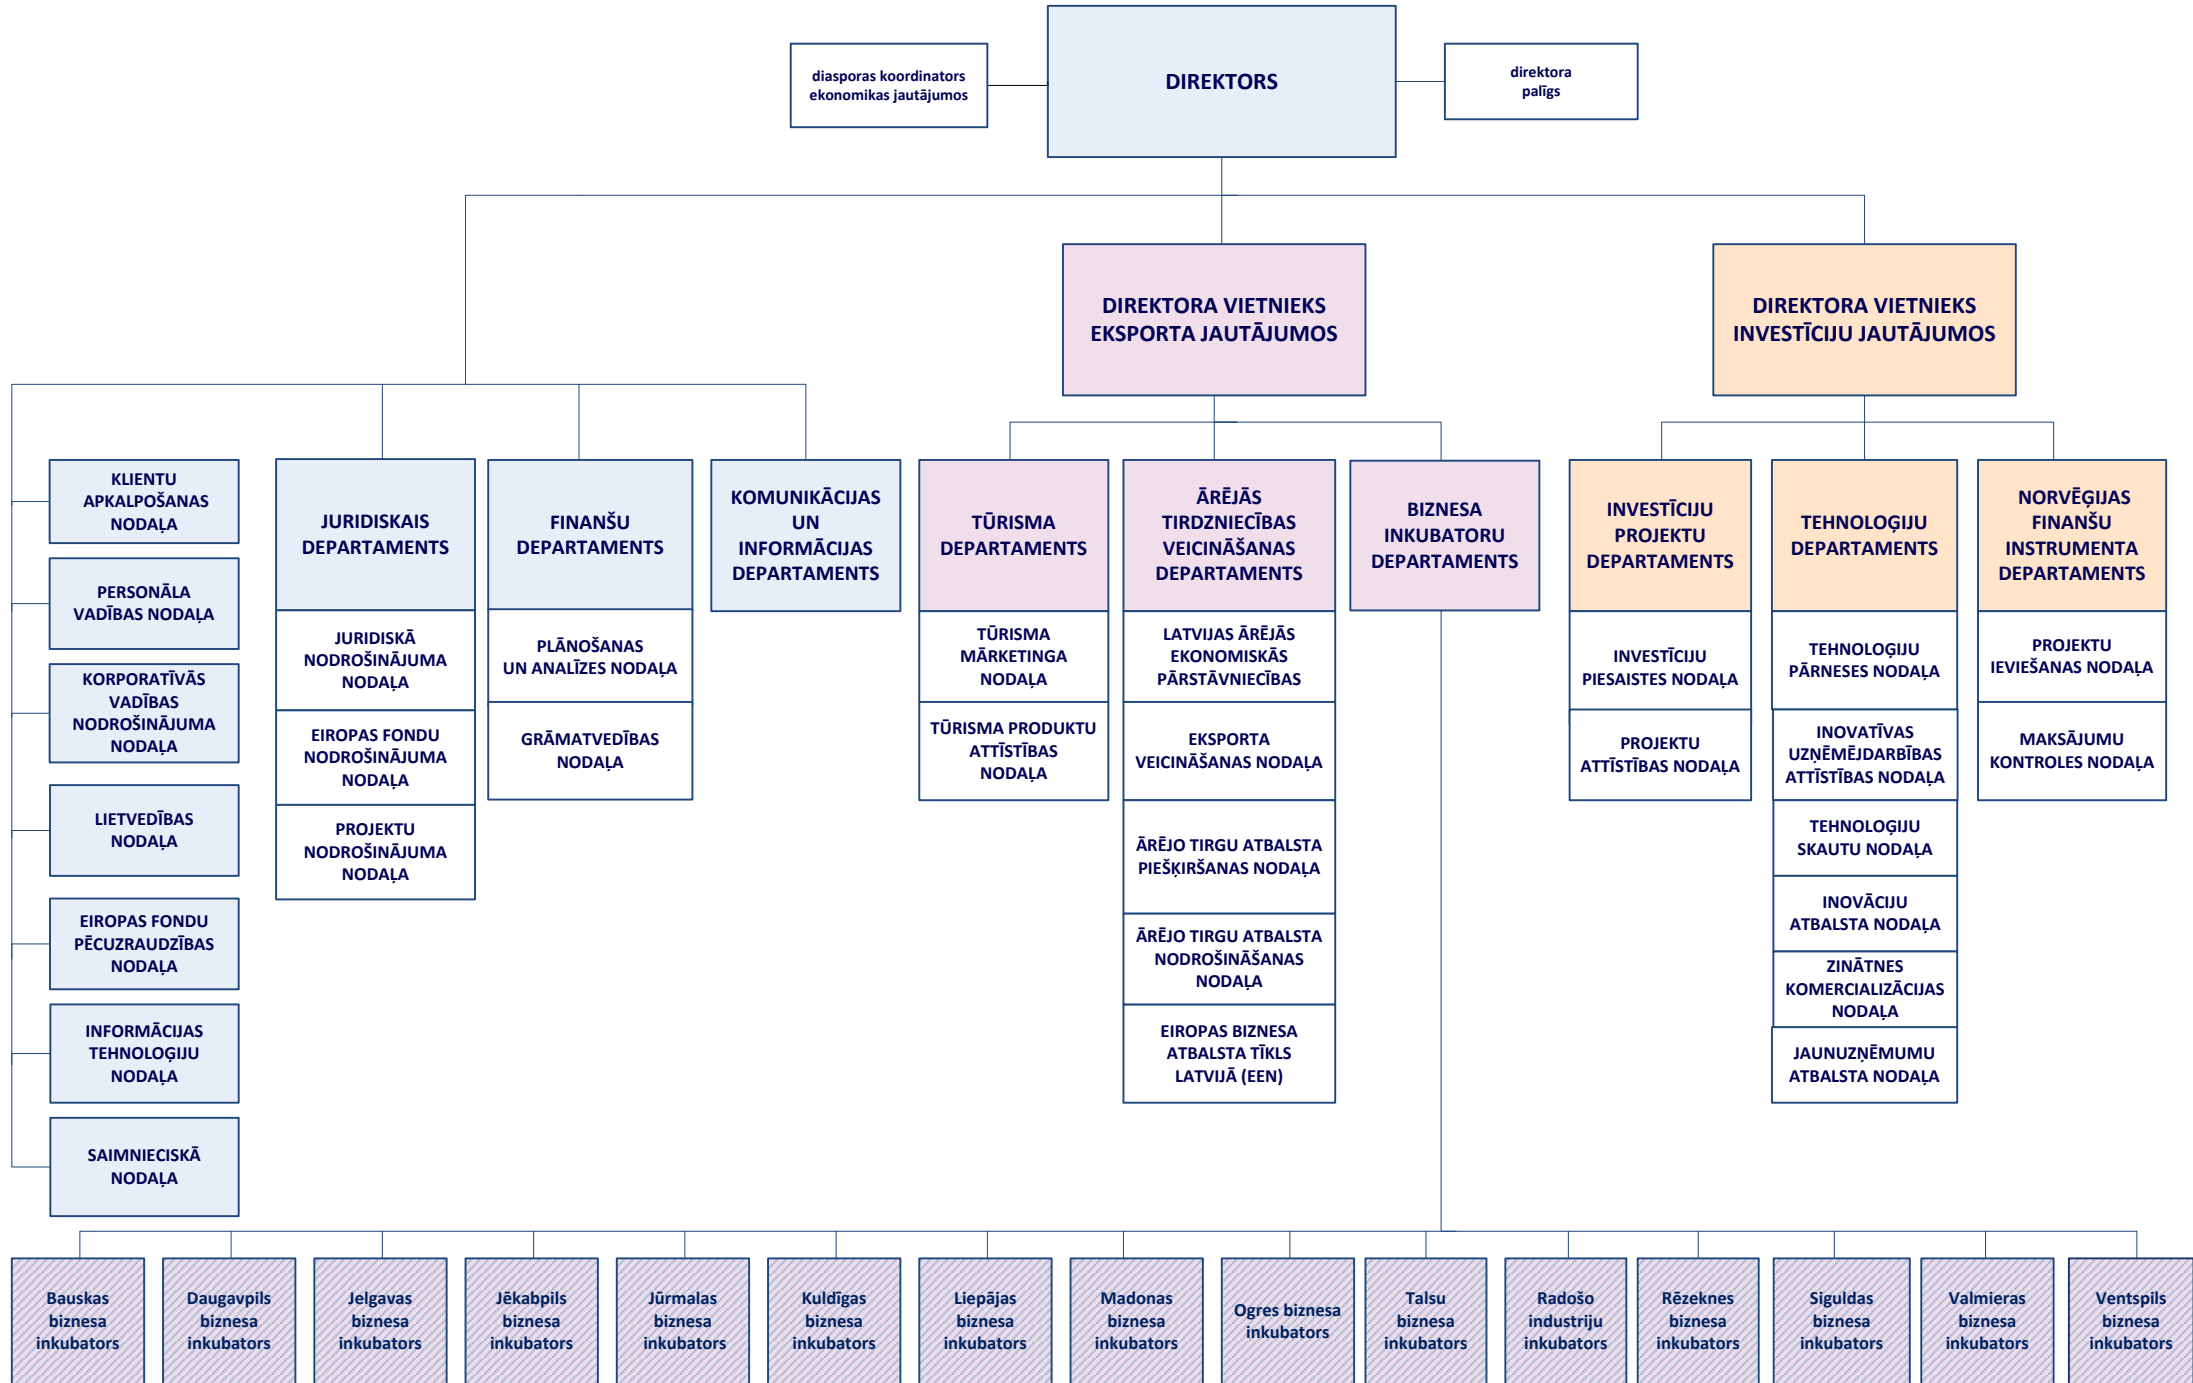 diasporas koordinators
ekonomikas jautājumos
DIREKTORS
direktora
palīgs
DIREKTORA VIETNIEKS
EKSPORTA JAUTĀJUMOS
DIREKTORA VIETNIEKS
INVESTĪCIJU JAUTĀJUMOS
KLIENTU
APKALPOŠANAS
NODAĻA
PERSONĀLA
VADĪBAS NODAĻA
KORPORATĪVĀS
VADĪBAS
NODROŠINĀJUMA
NODAĻA
LIETVEDĪBAS
NODAĻA
EIROPAS FONDU
PĒCUZRAUDZĪBAS
NODAĻA
INFORMĀCIJAS
TEHNOLOĢIJU
NODAĻA
SAIMNIECISKĀ
NODAĻA
JURIDISKAIS
DEPARTAMENTS
JURIDISKĀ
NODROŠINĀJUMA
NODAĻA
EIROPAS FONDU
NODROŠINĀJUMA
NODAĻA
PROJEKTU
NODROŠINĀJUMA
NODAĻA
FINANŠU
DEPARTAMENTS
PLĀNOŠANAS
UN ANALĪZES NODAĻA
GRĀMATVEDĪBAS
NODAĻA
KOMUNIKĀCIJAS
UN
INFORMĀCIJAS
DEPARTAMENTS
TŪRISMA
DEPARTAMENTS
TŪRISMA
MĀRKETINGA
NODAĻA
TŪRISMA PRODUKTU
ATTĪSTĪBAS
NODAĻA
ĀRĒJĀS
TIRDZNIECĪBAS
VEICINĀŠANAS
DEPARTAMENTS
LATVIJAS ĀRĒJĀS
EKONOMISKĀS
PĀRSTĀVNIECĪBAS
EKSPORTA
VEICINĀŠANAS NODAĻA
ĀRĒJO TIRGU ATBALSTA
PIEŠĶIRŠANAS NODAĻA
ĀRĒJO TIRGU ATBALSTA
NODROŠINĀŠANAS
NODAĻA
EIROPAS BIZNESA
ATBALSTA TĪKLS
LATVIJĀ (EEN)
BIZNESA
INKUBATORU
DEPARTAMENTS
INVESTĪCIJU
PROJEKTU
DEPARTAMENTS
INVESTĪCIJU
PIESAISTES NODAĻA
PROJEKTU
ATTĪSTĪBAS NODAĻA
TEHNOLOĢIJU
DEPARTAMENTS
TEHNOLOĢIJU
PĀRNESES NODAĻA
INOVATĪVAS
UZŅĒMĒJDARBĪBAS
ATTĪSTĪBAS NODAĻA
TEHNOLOĢIJU
SKAUTU NODAĻA
INOVĀCIJU
ATBALSTA NODAĻA
ZINĀTNES
KOMERCIALIZĀCIJAS
NODAĻA
JAUNUZŅĒMUMU
ATBALSTA NODAĻA
NORVĒĢIJAS
FINANŠU
INSTRUMENTA
DEPARTAMENTS
PROJEKTU
IEVIEŠANAS NODAĻA
MAKSĀJUMU
KONTROLES NODAĻA
Bauskas
biznesa
inkubators
Daugavpils
biznesa
inkubators
Jelgavas
biznesa
inkubators
Jēkabpils
biznesa
inkubators
Jūrmalas
biznesa
inkubators
Kuldīgas
biznesa
inkubators
Liepājas
biznesa
inkubators
Madonas
biznesa
inkubators
Ogres biznesa
inkubators
Talsu
biznesa
inkubators
Radošo
industriju
inkubators
Rēzeknes
biznesa
inkubators
Siguldas
biznesa
inkubators
Valmieras
biznesa
inkubators
Ventspils
biznesa
inkubators